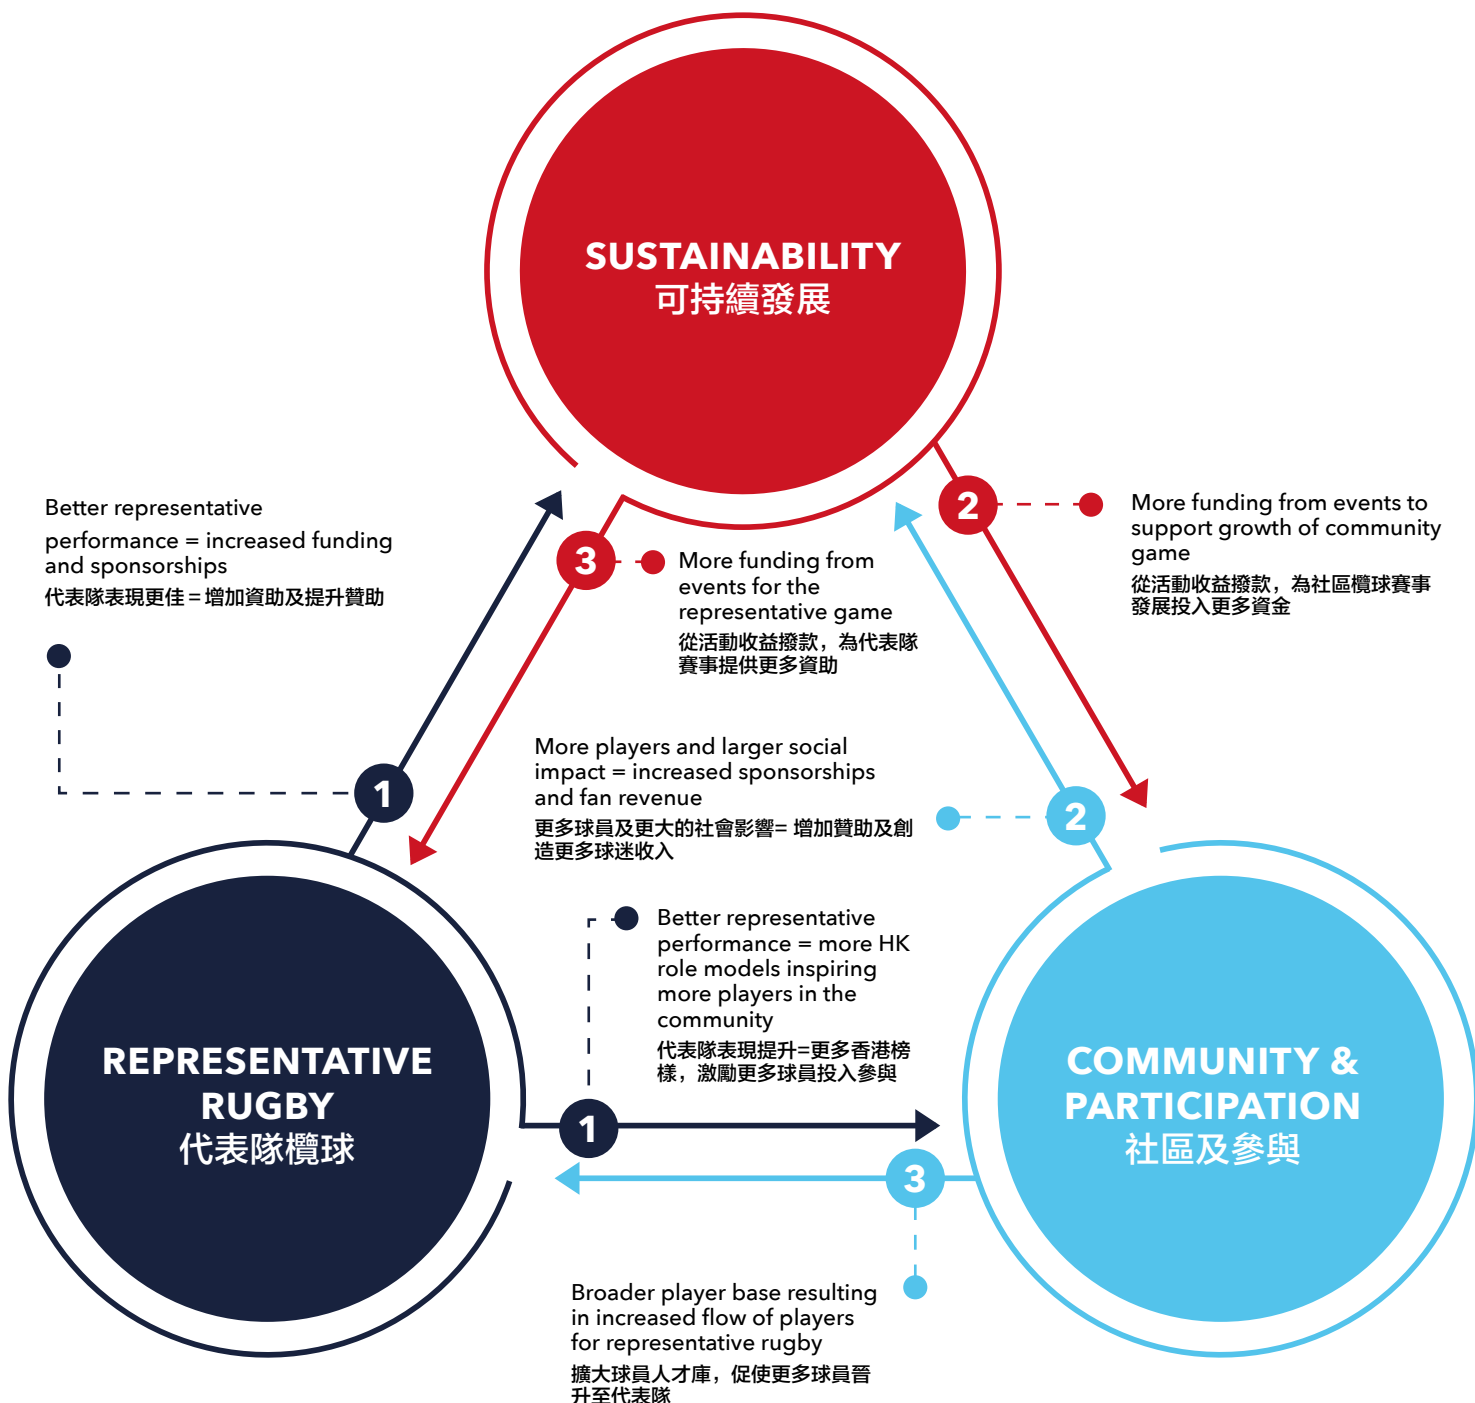 SUSTAINABILITY
可持續發展
Better representative
performance = increased funding
and sponsorships
代表隊表現更佳=增加資助及提升贊助
3
More funding from
events for the
representative game
從活動收益撥款，為代表隊
賽事提供更多資助
2
More funding from events to
support growth of community
game
從活動收益撥款，為社區欖球賽事
發展投入更多資金
1
More players and larger social
impact = increased sponsorships
and fan revenue
更多球員及更大的社會影響= 增加贊助及創
造更多球迷收入
2
Better representative
performance = more HK
role models inspiring
more players in the
community
代表隊表現提升=更多香港榜
樣，激勵更多球員投入參與
REPRESENTATIVE
RUGBY
代表隊欖球
1
COMMUNITY &
PARTICIPATION
社區及參與
3
Broader player base resulting
in increased flow of players
for representative rugby
擴大球員人才庫，促使更多球員晉
升至代表隊